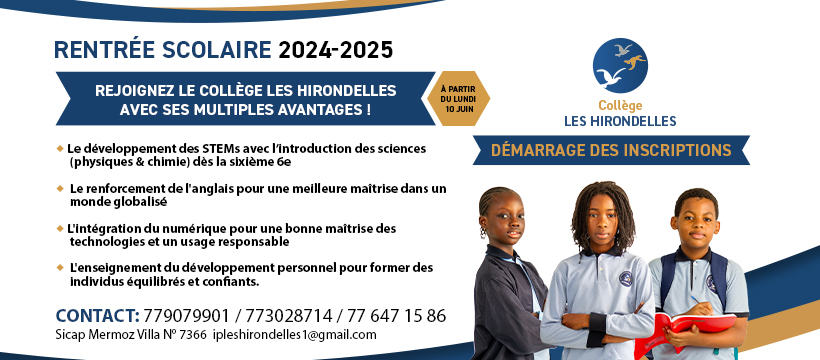 RENTRÉE SCOLAIRE 2024-2025
REJOIGNEZ LE COLLÈGE LES HIRONDELLES
AVEC SES MULTIPLES AVANTAGES !
À PARTIR
DU LUNDI
10 JUIN
Le développement des STEMs avec l'introduction des sciences
(physiques & chimie) dès la sixième 6e
Le renforcement de l'anglais pour une meilleure maîtrise dans un
monde globalisé
L'intégration du numérique pour une bonne maîtrise des
technologies et un usage responsable
L'enseignement du développement personnel pour former des
individus équilibrés et confiants.
CONTACT: 779079901 / 773028714 / 77 647 15 86
Sicap Mermoz Villa Nº 7366 ipleshirondelles1@gmail.com
Collège
LES HIRONDELLES
DÉMARRAGE DES INSCRIPTIONS